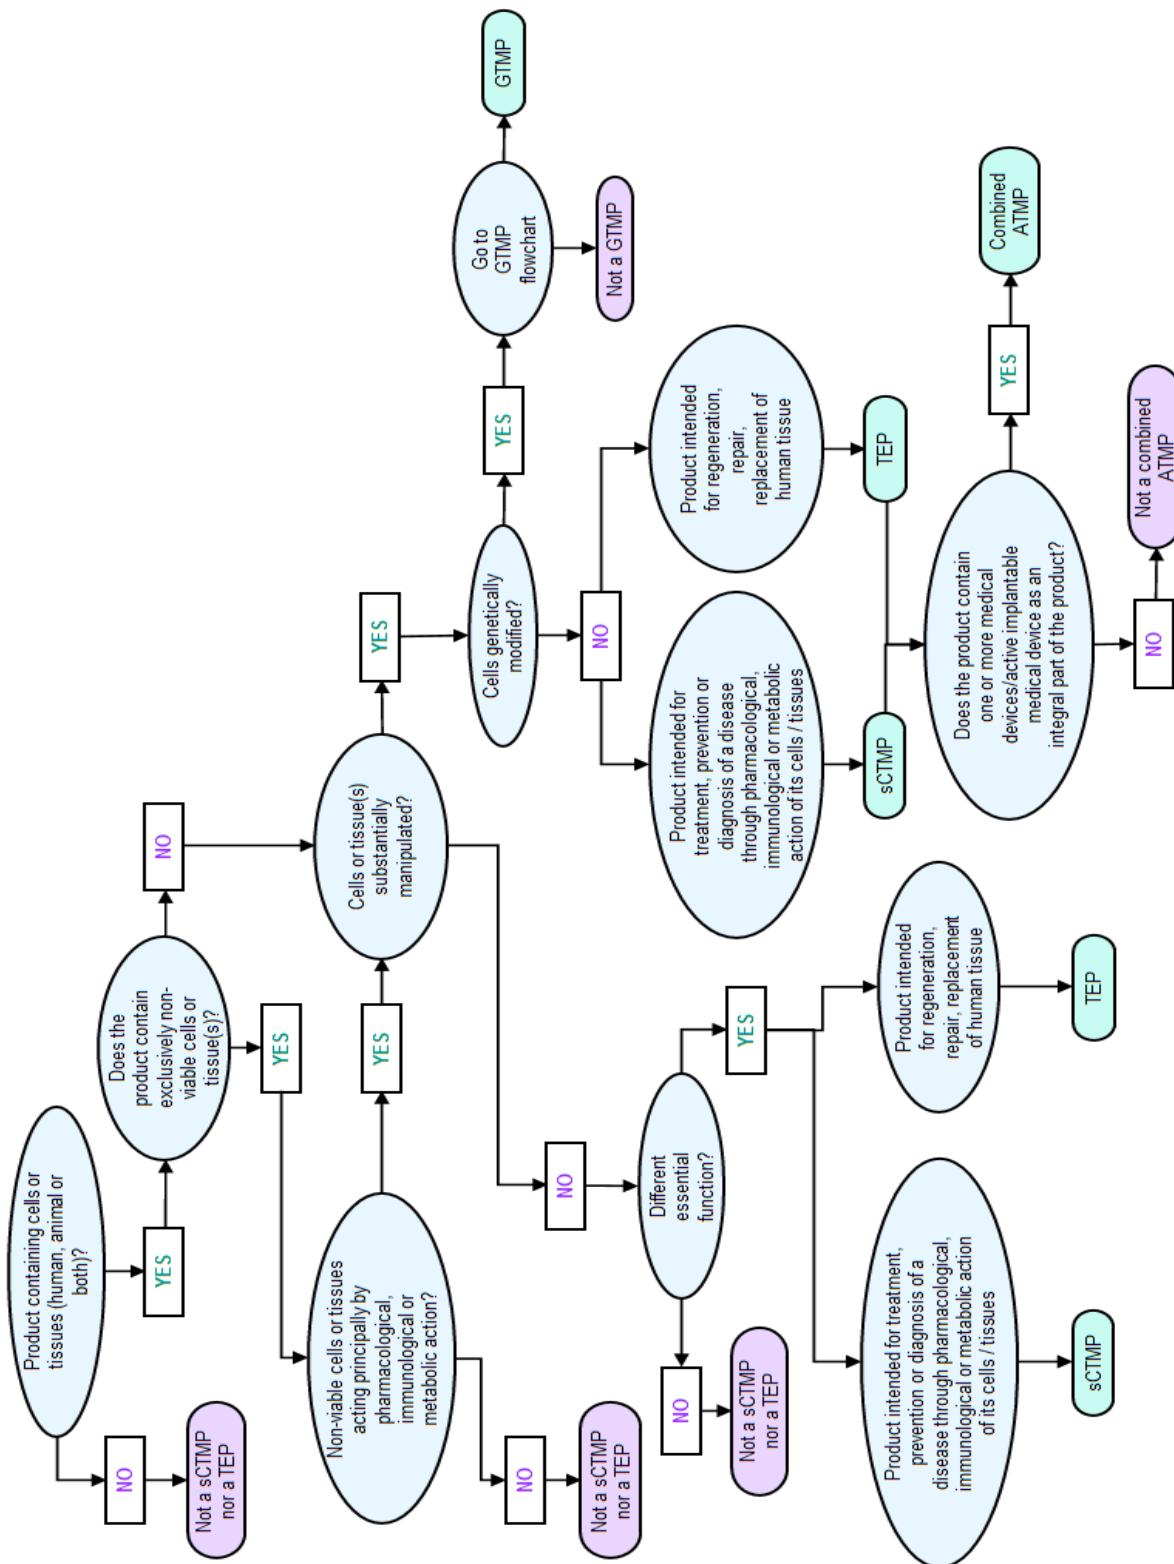 Product containing cells or
tissues (human, animal or
both)?
NO
Not a sCTMP
nor a TEP
YES
Does the
product contain
exclusively non-
viable cells or
tissue(s)?
NO
YES
Non-viable cells or tissues
acting principally by
pharmacological,
immunological or
metabolic action?
NO
Not a sCTMP
nor a TEP
YES
Cells or tissue(s)
substantially
manipulated?
YES
NO
Cells genetically
modified?
YES
Go to
GTMP
flowchart
GTMP
Not a GTMP
NO
Product intended for
treatment, prevention or
diagnosis of a disease
through pharmacological,
immunological or metabolic
action of its cells / tissues
sCTMP
Product intended
for regeneration,
repair,
replacement of
human tissue
TEP
Does the product contain
one or more medical
devices/active implantable
medical device as an
integral part of the product?
YES
Combined
ATMP
NO
Not a combined
ATMP
Different
essential
function?
NO
Not a sCTMP
nor a TEP
YES
Product intended for treatment,
prevention or diagnosis of a
disease through pharmacological,
immunological or metabolic action
of its cells / tissues
sCTMP
Product intended
for regeneration,
repair, replacement
of human tissue
TEP